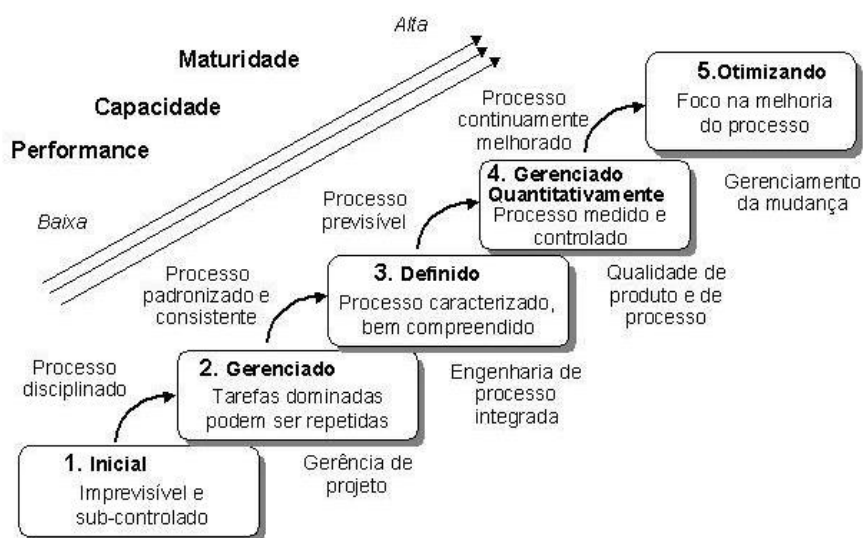 Alta
Maturidade
Capacidade
Performance
Baixa
5.Otimizando
Foco na melhoria
do processo
Processo
continuamente
melhorado
Gerenciamento
da mudança
4. Gerenciado
Quantitativamente
Processo medido e
controlado
Processo
previsível
Qualidade de
produto e de
processo
3. Definido
Processo caracterizado,
bem compreendido
Processo
padronizado e
consistente
Engenharia de
processo
integrada
2. Gerenciado
Tarefas dominadas
podem ser repetidas
Processo
disciplinado
Gerência de
projeto
1. Inicial
Imprevisível e
sub-controlado